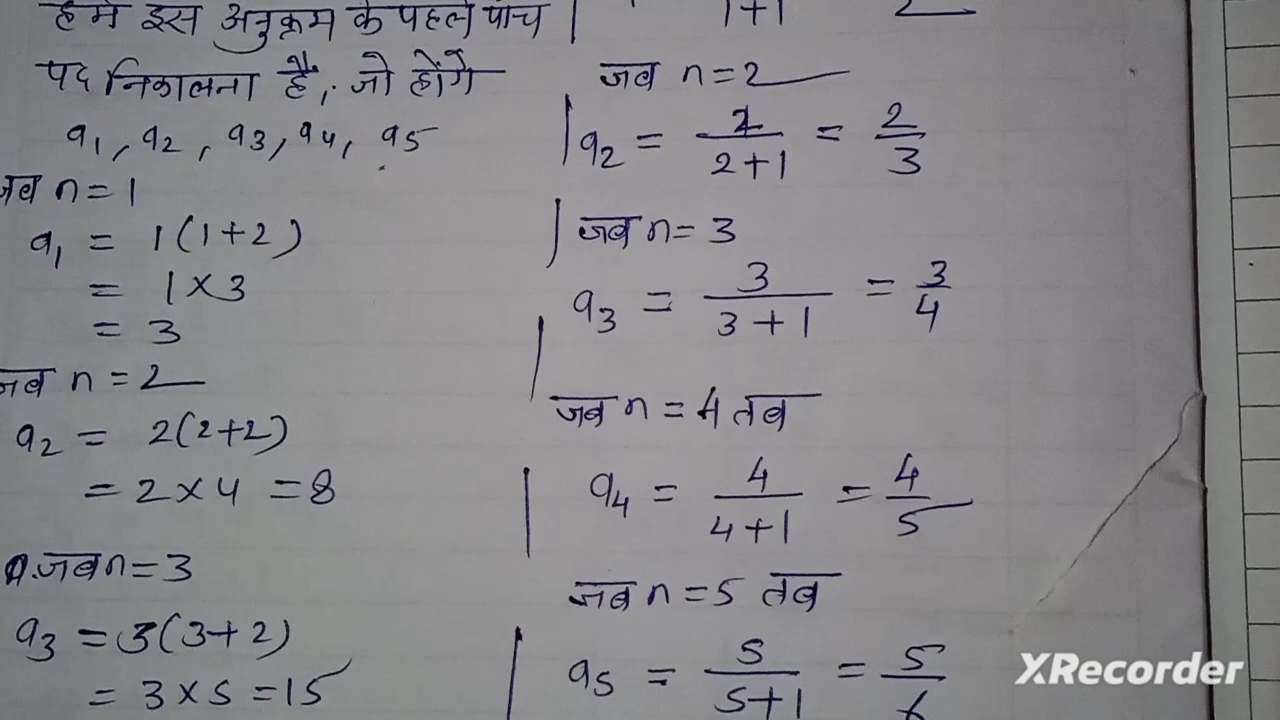 हमें इस अनुक्रम के पहले पाँच
पद निकालना है, जो होंगे
a1, a2, a3, a4, a5
जब n=1
a1 = 1(1+2)
= 1×3
= 3
जब n=2
a2 = 2(2+2)
= 2×4 =8
जब n=3
a3 =3(3+2)
= 3×5 =15
1+1 2
जब n=2
a2 = 2/2+1 = 2/3
जब n=3
a3 = 3/3+1 = 3/4
जब n=4 तब
a4 = 4/4+1 = 4/5
जब n=5 तब
a5 = 5/5+1 = 5/6
XRecorder